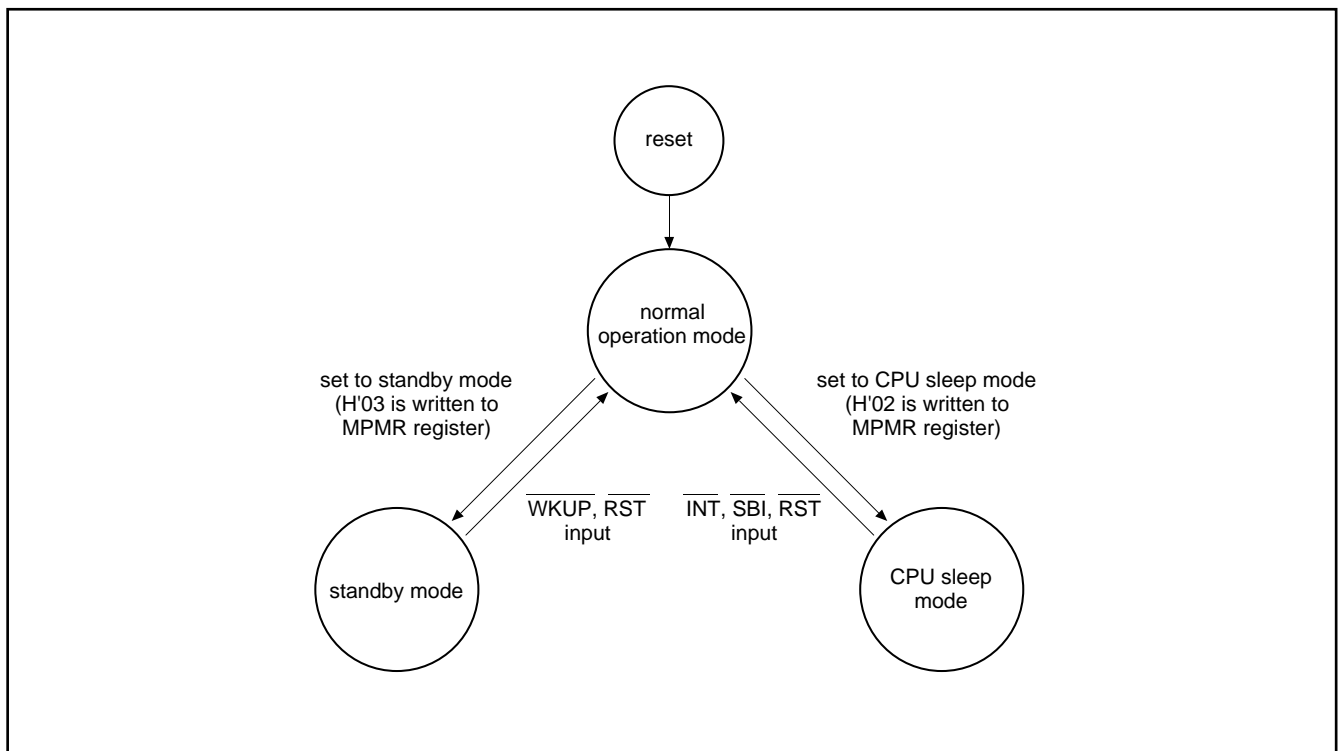 reset
normal
operation mode
set to standby mode
(H'03 is written to
MPMR register)
set to CPU sleep mode
(H'02 is written to
MPMR register)
WKUP, RST
input
INT, SBI, RST
input
standby mode
CPU sleep
mode